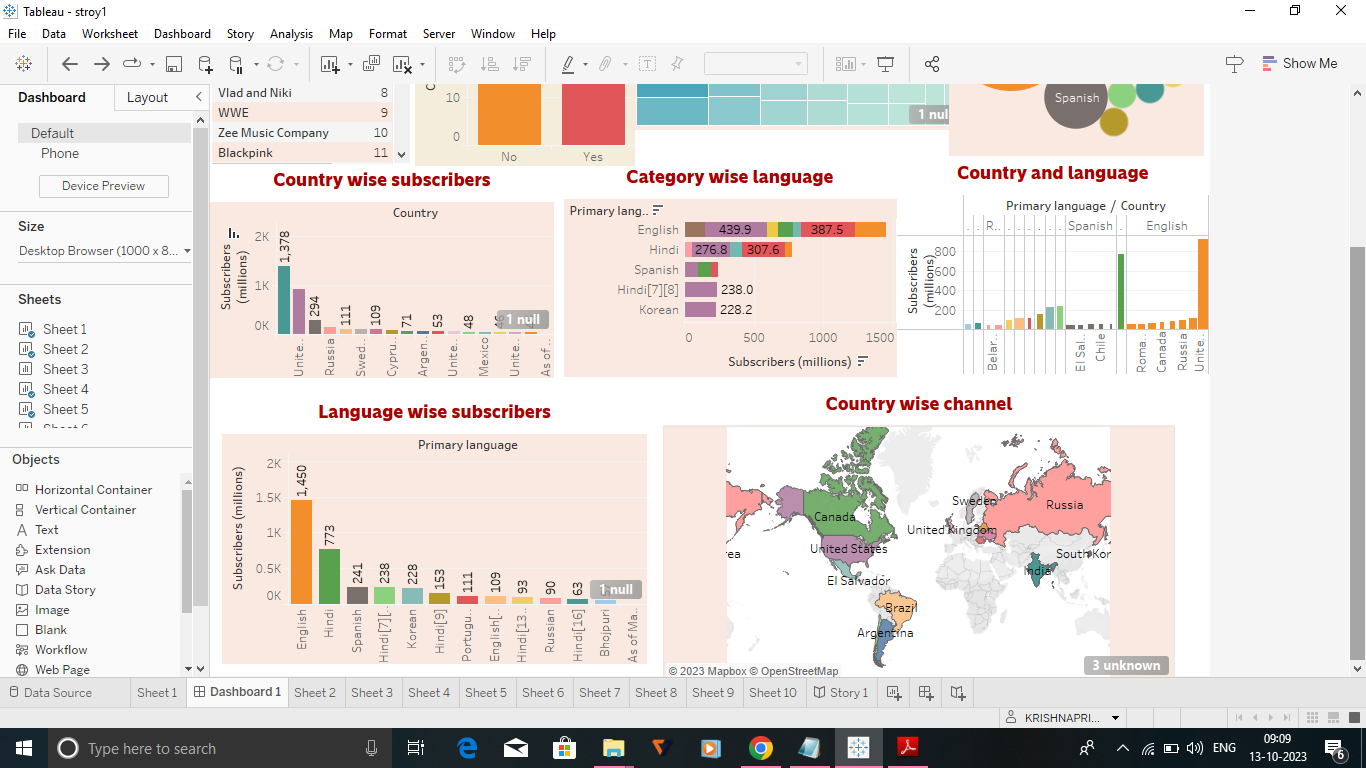 Tableau - stroy1
File Data Worksheet Dashboard Story Analysis Map Format Server Window Help
Show Me
Dashboard Layout
Default
Phone
Device Preview
Size
Desktop Browser (1000 x 8...
Sheets
Sheet 1
Sheet 2
Sheet 3
Sheet 4
Sheet 5
Objects
Horizontal Container
Vertical Container
Text
Extension
Ask Data
Data Story
Image
Blank
Workflow
Web Page
Vlad and Niki 8
WWE 9
Zee Music Company 10
Blackpink 11
10
0
No Yes
1 nul
Spanish
Country wise subscribers
Country
Subscribers
(millions)
2K
1K
0K
1,378
294
111
109
71
53
48
46
1 null
Unite..
Russia
Swed..
Cypru..
Argen..
Unite..
Mexico
Unite..
As of ..
Category wise language
Primary lang..
English 439.9 387.5
Hindi 276.8 307.6
Spanish
Hindi[7][8] 238.0
Korean 228.2
0 500 1000 1500
Subscribers (millions)
Country and language
Primary language / Country
R.. Spanish English
Subscribers
(millions)
800
600
400
200
Belar..
El Sal..
Chile
Roma..
Canada
Russia
Unite..
Language wise subscribers
Primary language
Subscribers (millions)
2K
1.5K
1K
0.5K
0K
1,450
773
241
238
228
153
111
109
93
90
63
1 null
English
Hindi
Spanish
Hindi[7][..
Korean
Hindi[9]
Portugu..
English[..
Hindi[13..
Russian
Hindi[16]
Bhojpuri
As of Ma..
Country wise channel
Canada
United States
El Salvador
Brazil
Argentina
Sweden
United Kingdom
Russia
India
South Kor
rea
© 2023 Mapbox © OpenStreetMap
3 unknown
Data Source Sheet 1 Dashboard 1 Sheet 2 Sheet 3 Sheet 4 Sheet 5 Sheet 6 Sheet 7 Sheet 8 Sheet 9 Sheet 10 Story 1
KRISHNAPRI...
Type here to search
ENG
09:09
13-10-2023
6